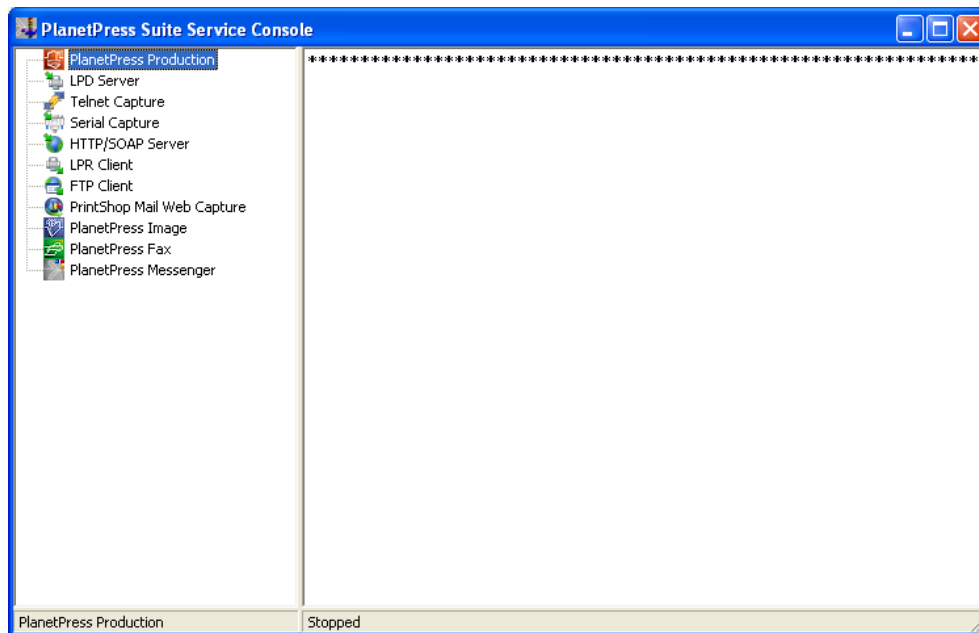 PlanetPress Suite Service Console
PlanetPress Production
************************************************************************
LPD Server
Telnet Capture
Serial Capture
HTTP/SOAP Server
LPR Client
FTP Client
PrintShop Mail Web Capture
PlanetPress Image
PlanetPress Fax
PlanetPress Messenger
PlanetPress Production
Stopped